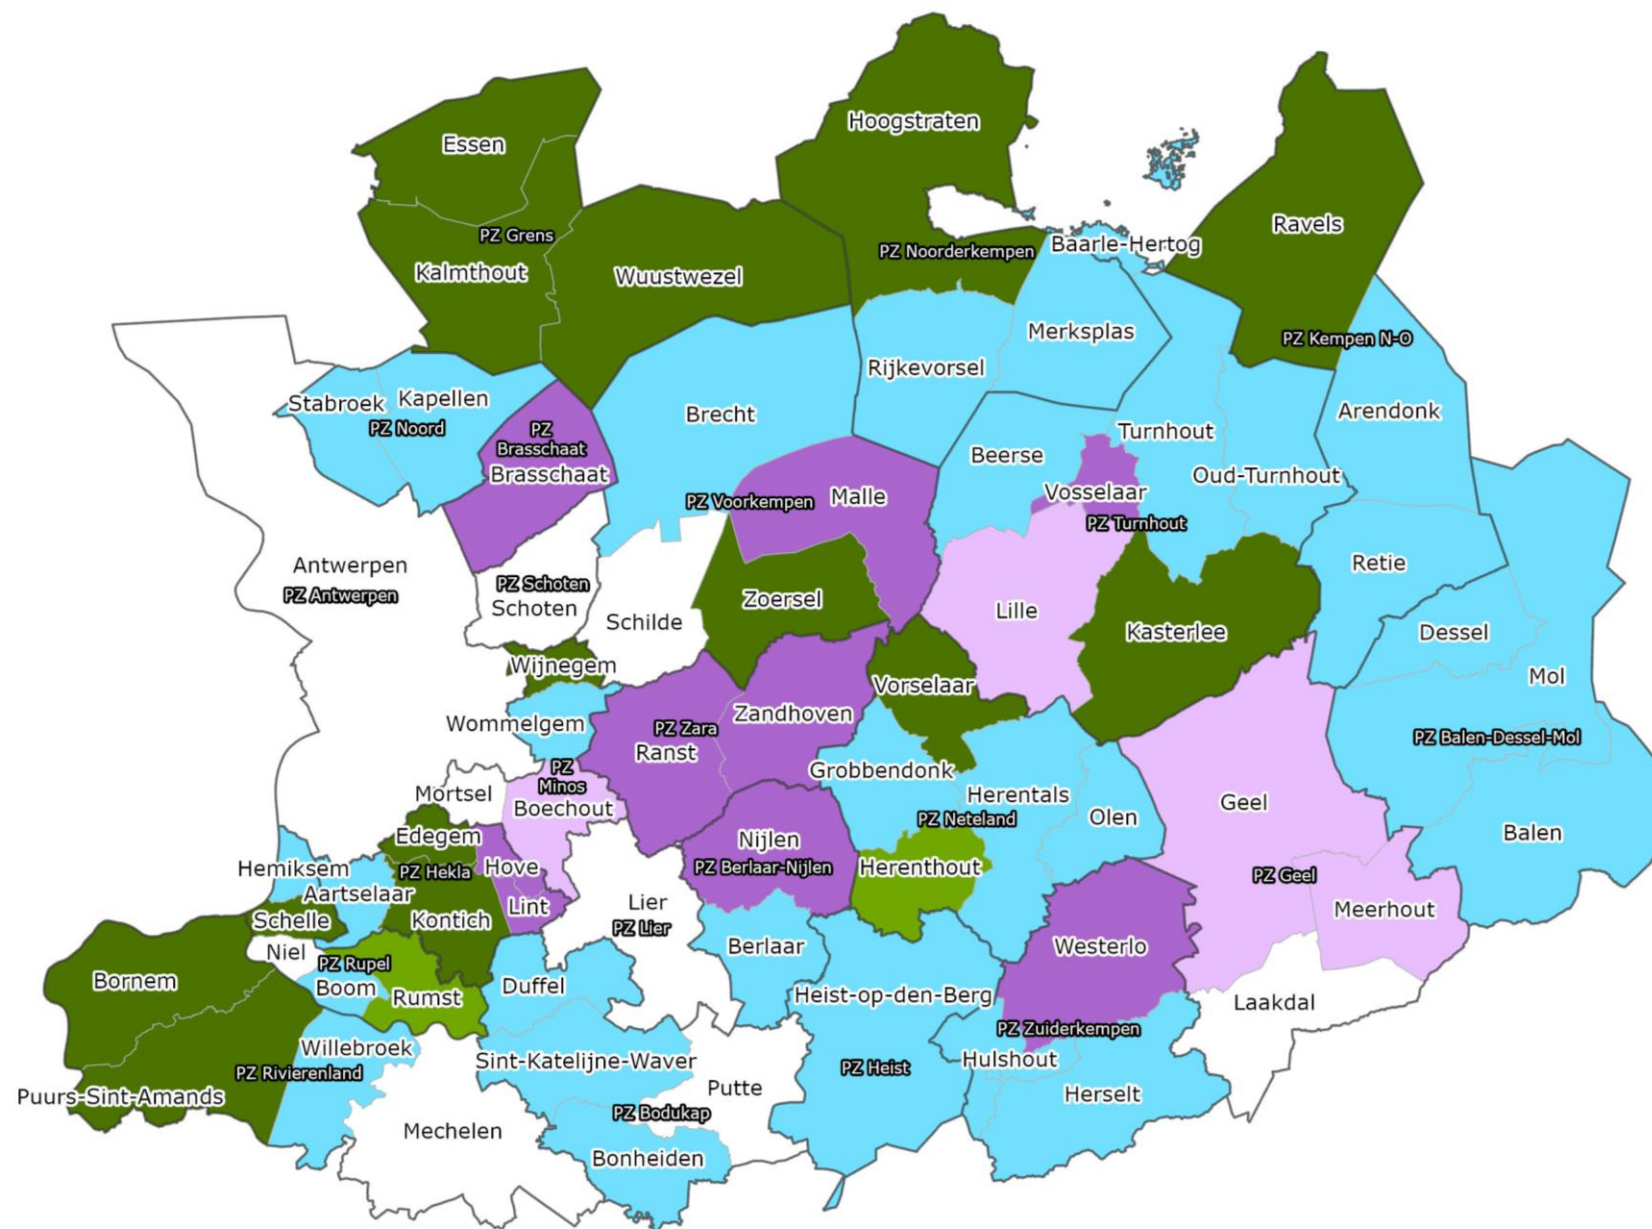 Hoogstraten
Essen
Ravels
PZ Grens
PZ Noorderkempen
Baarle-Hertog
Kalmthout
Wuustwezel
Merksplas
PZ Kempen N-O
Rijkevorsel
Stabroek
Kapellen
Brecht
Arendonk
PZ Noord
PZ
Brasschaat
Turnhout
Beerse
Brasschaat
Oud-Turnhout
Vosselaar
Malle
PZ Voorkempen
PZ Turnhout
Antwerpen
Retie
PZ Antwerpen
PZ Schoten
Schoten
Zoersel
Lille
Schilde
Kasterlee
Dessel
Wijnegem
Vorselaar
Mol
Wommelgem
PZ Zara
Zandhoven
PZ Balen-Dessel-Mol
Ranst
PZ
Minos
Grobbendonk
Mortsel
Boechout
Herentals
Geel
Olen
PZ Neteland
Edegem
Nijlen
Balen
Hemiksem
PZ Hekla
Hove
PZ Berlaar-Nijlen
Herenthout
PZ Geel
Aartselaar
Lier
Lint
Meerhout
Schelle
Kontich
PZ Lier
Niel
Berlaar
Westerlo
PZ Rupel
Bornem
Boom
Rumst
Duffel
Heist-op-den-Berg
Laakdal
PZ Zuiderkempen
Willebroek
Sint-Katelijne-Waver
Hulshout
PZ Rivierenland
PZ Heist
Puurs-Sint-Amands
Putte
Herselt
PZ Bodukap
Mechelen
Bonheiden